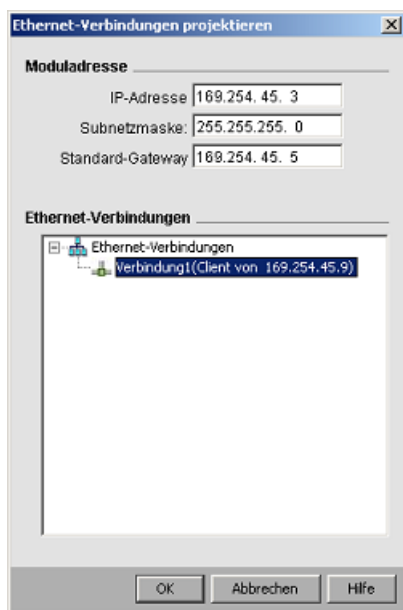 Ethernet-Verbindungen projektieren
Moduladresse
IP-Adresse 169.254. 45. 3
Subnetzmaske: 255.255.255. 0
Standard-Gateway 169.254. 45. 5
Ethernet-Verbindungen
Ethernet-Verbindungen
Verbindung1(Client von 169.254.45.9)
OK Abbrechen Hilfe